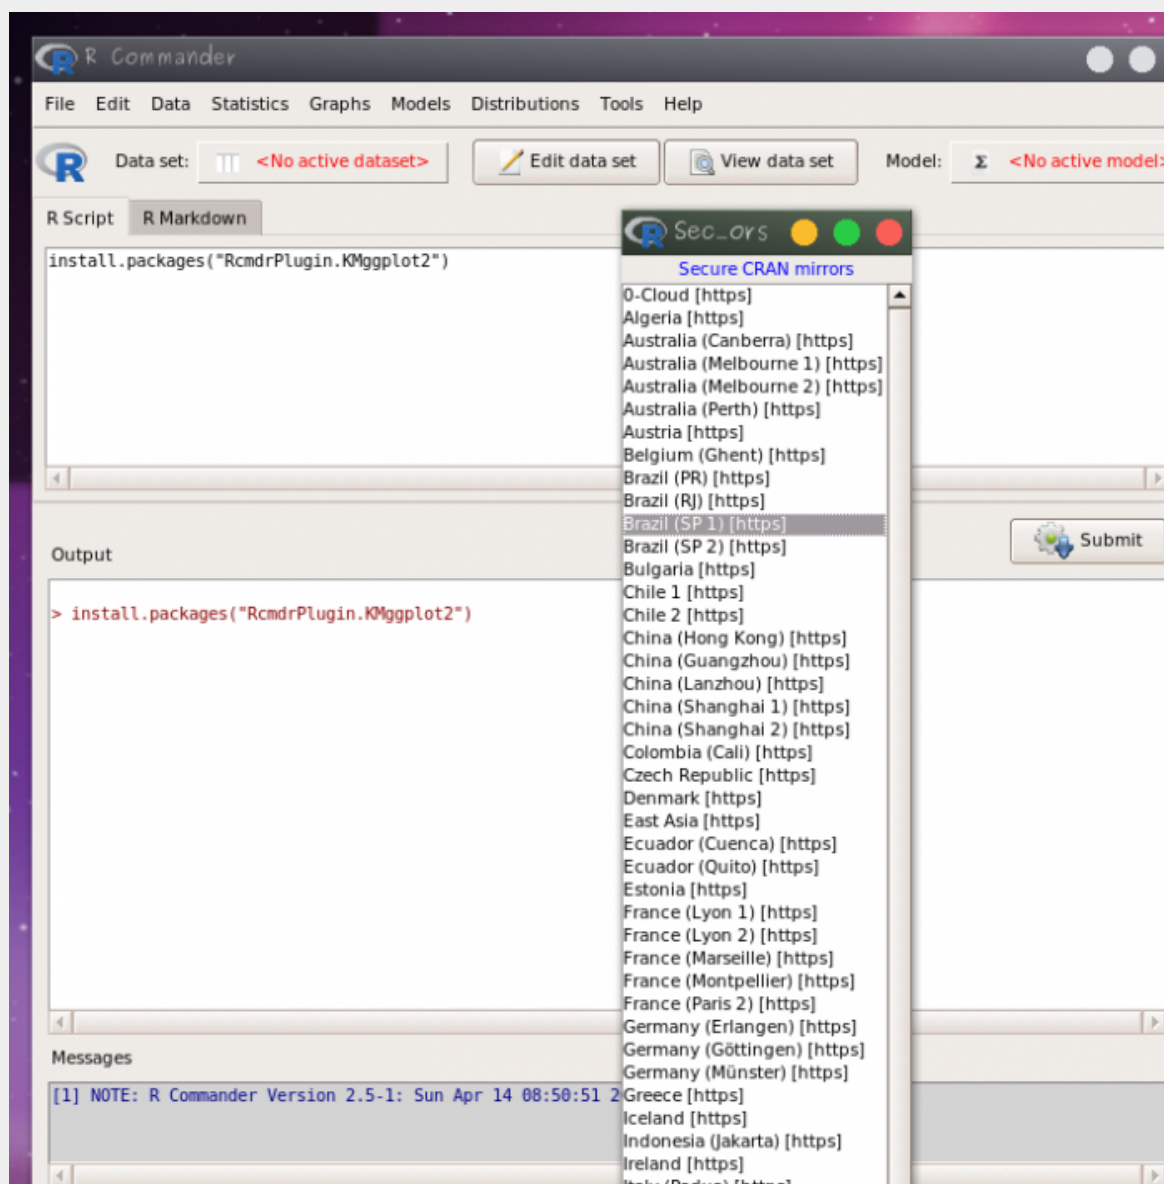 R Commander
File Edit Data Statistics Graphs Models Distributions Tools Help
R Data set: <No active dataset> Edit data set View data set Model: Σ <No active model>
R Script R Markdown
install.packages("RcmdrPlugin.KMggplot2")
Submit
Output
> install.packages("RcmdrPlugin.KMggplot2")
Messages
[1] NOTE: R Commander Version 2.5-1: Sun Apr 14 08:50:51 2
R Sec_ors
Secure CRAN mirrors
0-Cloud [https]
Algeria [https]
Australia (Canberra) [https]
Australia (Melbourne 1) [https]
Australia (Melbourne 2) [https]
Australia (Perth) [https]
Austria [https]
Belgium (Ghent) [https]
Brazil (PR) [https]
Brazil (RJ) [https]
Brazil (SP 1) [https]
Brazil (SP 2) [https]
Bulgaria [https]
Chile 1 [https]
Chile 2 [https]
China (Hong Kong) [https]
China (Guangzhou) [https]
China (Lanzhou) [https]
China (Shanghai 1) [https]
China (Shanghai 2) [https]
Colombia (Cali) [https]
Czech Republic [https]
Denmark [https]
East Asia [https]
Ecuador (Cuenca) [https]
Ecuador (Quito) [https]
Estonia [https]
France (Lyon 1) [https]
France (Lyon 2) [https]
France (Marseille) [https]
France (Montpellier) [https]
France (Paris 2) [https]
Germany (Erlangen) [https]
Germany (Göttingen) [https]
Germany (Münster) [https]
Greece [https]
Iceland [https]
Indonesia (Jakarta) [https]
Ireland [https]
Italy (Padua) [https]